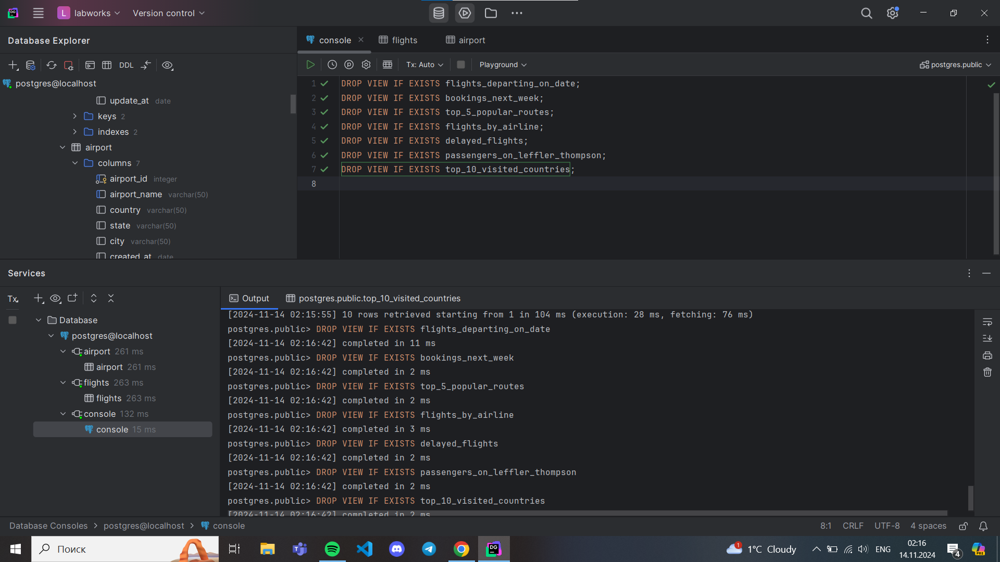 L labworks Version control
Database Explorer
console
flights
airport
DDL
Tx: Auto
Playground
postgres.public
postgres@localhost
update_at date
keys 2
indexes 2
airport
columns 7
airport_id integer
airport_name varchar(50)
country varchar(50)
state varchar(50)
city varchar(50)
created_at date
1 DROP VIEW IF EXISTS flights_departing_on_date;
2 DROP VIEW IF EXISTS bookings_next_week;
3 DROP VIEW IF EXISTS top_5_popular_routes;
4 DROP VIEW IF EXISTS flights_by_airline;
5 DROP VIEW IF EXISTS delayed_flights;
6 DROP VIEW IF EXISTS passengers_on_leffler_thompson;
7 DROP VIEW IF EXISTS top_10_visited_countries;
8
Services
Tx
Database
postgres@localhost
airport 261 ms
airport 261 ms
flights 263 ms
flights 263 ms
console 132 ms
console 15 ms
Output
postgres.public.top_10_visited_countries
[2024-11-14 02:15:55] 10 rows retrieved starting from 1 in 104 ms (execution: 28 ms, fetching: 76 ms)
postgres.public> DROP VIEW IF EXISTS flights_departing_on_date
[2024-11-14 02:16:42] completed in 11 ms
postgres.public> DROP VIEW IF EXISTS bookings_next_week
[2024-11-14 02:16:42] completed in 2 ms
postgres.public> DROP VIEW IF EXISTS top_5_popular_routes
[2024-11-14 02:16:42] completed in 2 ms
postgres.public> DROP VIEW IF EXISTS flights_by_airline
[2024-11-14 02:16:42] completed in 3 ms
postgres.public> DROP VIEW IF EXISTS delayed_flights
[2024-11-14 02:16:42] completed in 2 ms
postgres.public> DROP VIEW IF EXISTS passengers_on_leffler_thompson
[2024-11-14 02:16:42] completed in 2 ms
postgres.public> DROP VIEW IF EXISTS top_10_visited_countries
[2024-11-14 02:16:42] completed in 2 ms
Database Consoles > postgres@localhost > console
8:1 CRLF UTF-8 4 spaces
Поиск
1
1°C Cloudy
ENG
02:16
14.11.2024
4
PRE